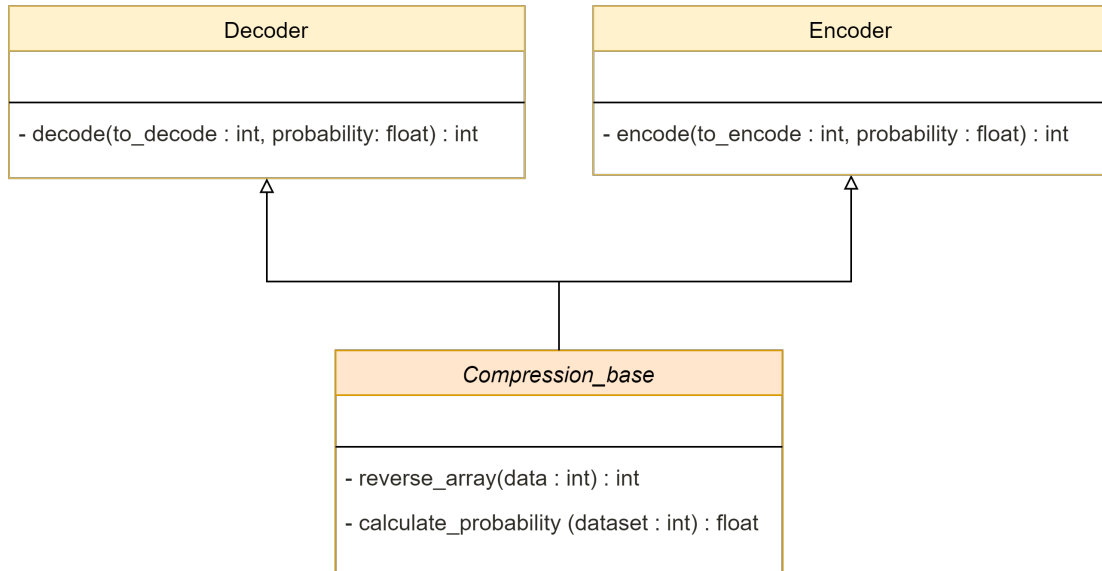 Decoder
- decode(to_decode : int, probability: float) : int
Encoder
- encode(to_encode : int, probability : float) : int
Compression_base
- reverse_array(data : int) : int
- calculate_probability (dataset : int) : float